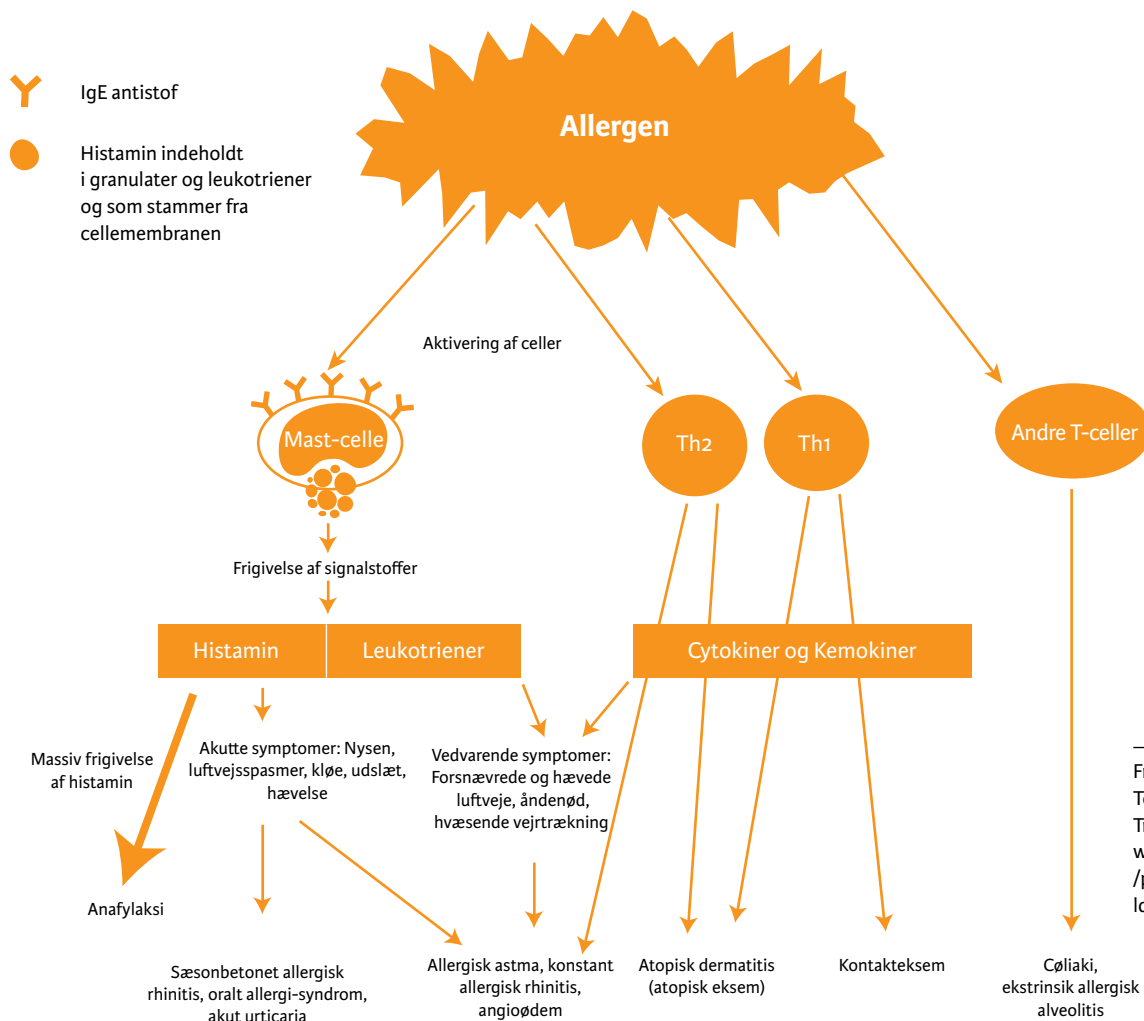 IgE antistof
Histamin indeholdt
i granulater og leukotriener
og som stammer fra
cellemembranen
Allergen
Aktivering af celler
Mast-celle
Th2
Th1
Andre T-celler
Frigivelse af signalstoffer
Histamin
Leukotriener
Cytokiner og Kemokiner
Massiv frigivelse
af histamin
Akutte symptomer: Nysen,
luftvejsspasmer, kløe, udslæt,
hævelse
Vedvarende symptomer:
Forsnævrede og hævede
luftveje, åndenød,
hvæsende vejrtrækning
Anafylaksi
Sæsonbetonet allergisk
rhinitis, oralt allergi-syndrom,
akut urticaria
Allergisk astma, konstant
allergisk rhinitis,
angioødem
Atopisk dermatitis
(atopisk eksem)
Kontakteksem
Cøliaki,
ekstrinsik allergisk
alveolitis